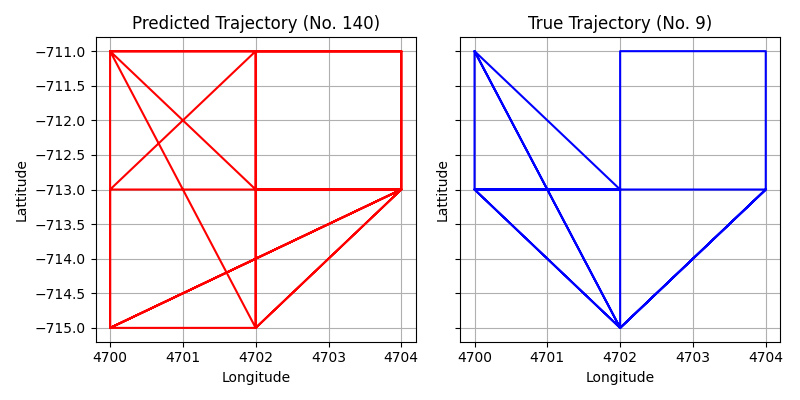 Predicted Trajectory (No. 140)
−711.0
−711.5
−712.0
−712.5
−713.0
−713.5
−714.0
−714.5
−715.0
Lattitude
4700 4701 4702 4703 4704
Longitude
True Trajectory (No. 9)
Lattitude
4700 4701 4702 4703 4704
Longitude